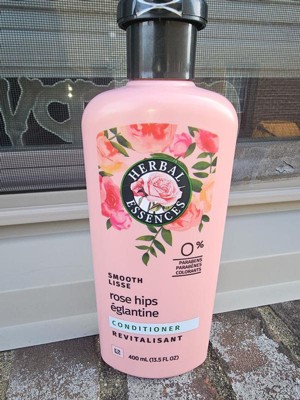 HERBAL
ESSENCES
0%
PARABENS
PARABÈNES
COLORANTS
SMOOTH
LISSE
rose hips
églantine
CONDITIONER
REVITALISANT
400 mL (13.5 FL OZ)